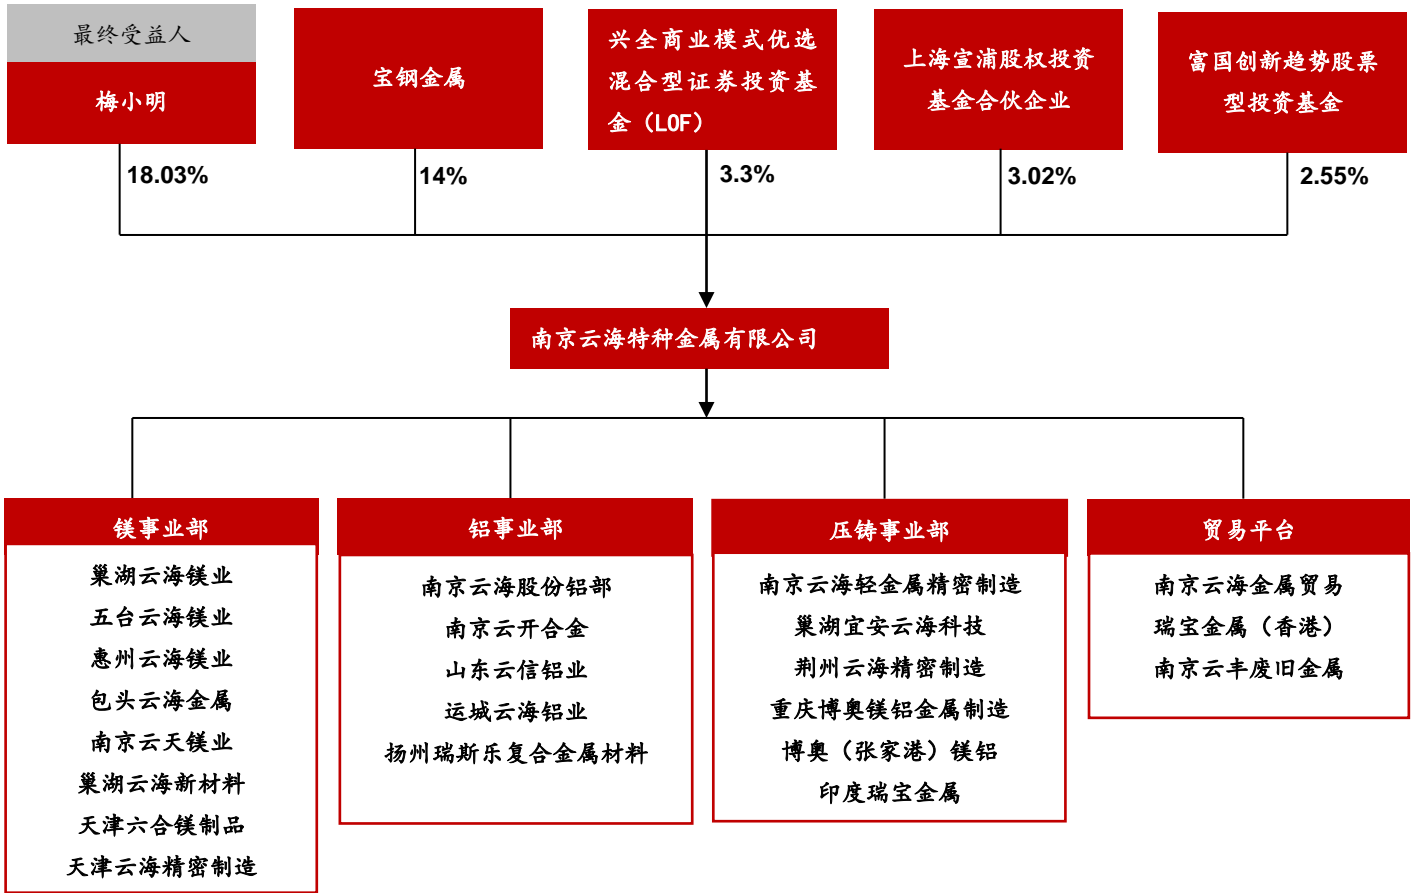 最终受益人
梅小明
宝钢金属
兴全商业模式优选
混合型证券投资基
金（LOF）
上海宣浦股权投资
基金合伙企业
富国创新趋势股票
型投资基金
18.03%
14%
3.3%
3.02%
2.55%
南京云海特种金属有限公司
镁事业部
巢湖云海镁业
五台云海镁业
惠州云海镁业
包头云海金属
南京云天镁业
巢湖云海新材料
天津六合镁制品
天津云海精密制造
铝事业部
南京云海股份铝部
南京云开合金
山东云信铝业
运城云海铝业
扬州瑞斯乐复合金属材料
压铸事业部
南京云海轻金属精密制造
巢湖宜安云海科技
荆州云海精密制造
重庆博奥镁铝金属制造
博奥（张家港）镁铝
印度瑞宝金属
贸易平台
南京云海金属贸易
瑞宝金属（香港）
南京云丰废旧金属